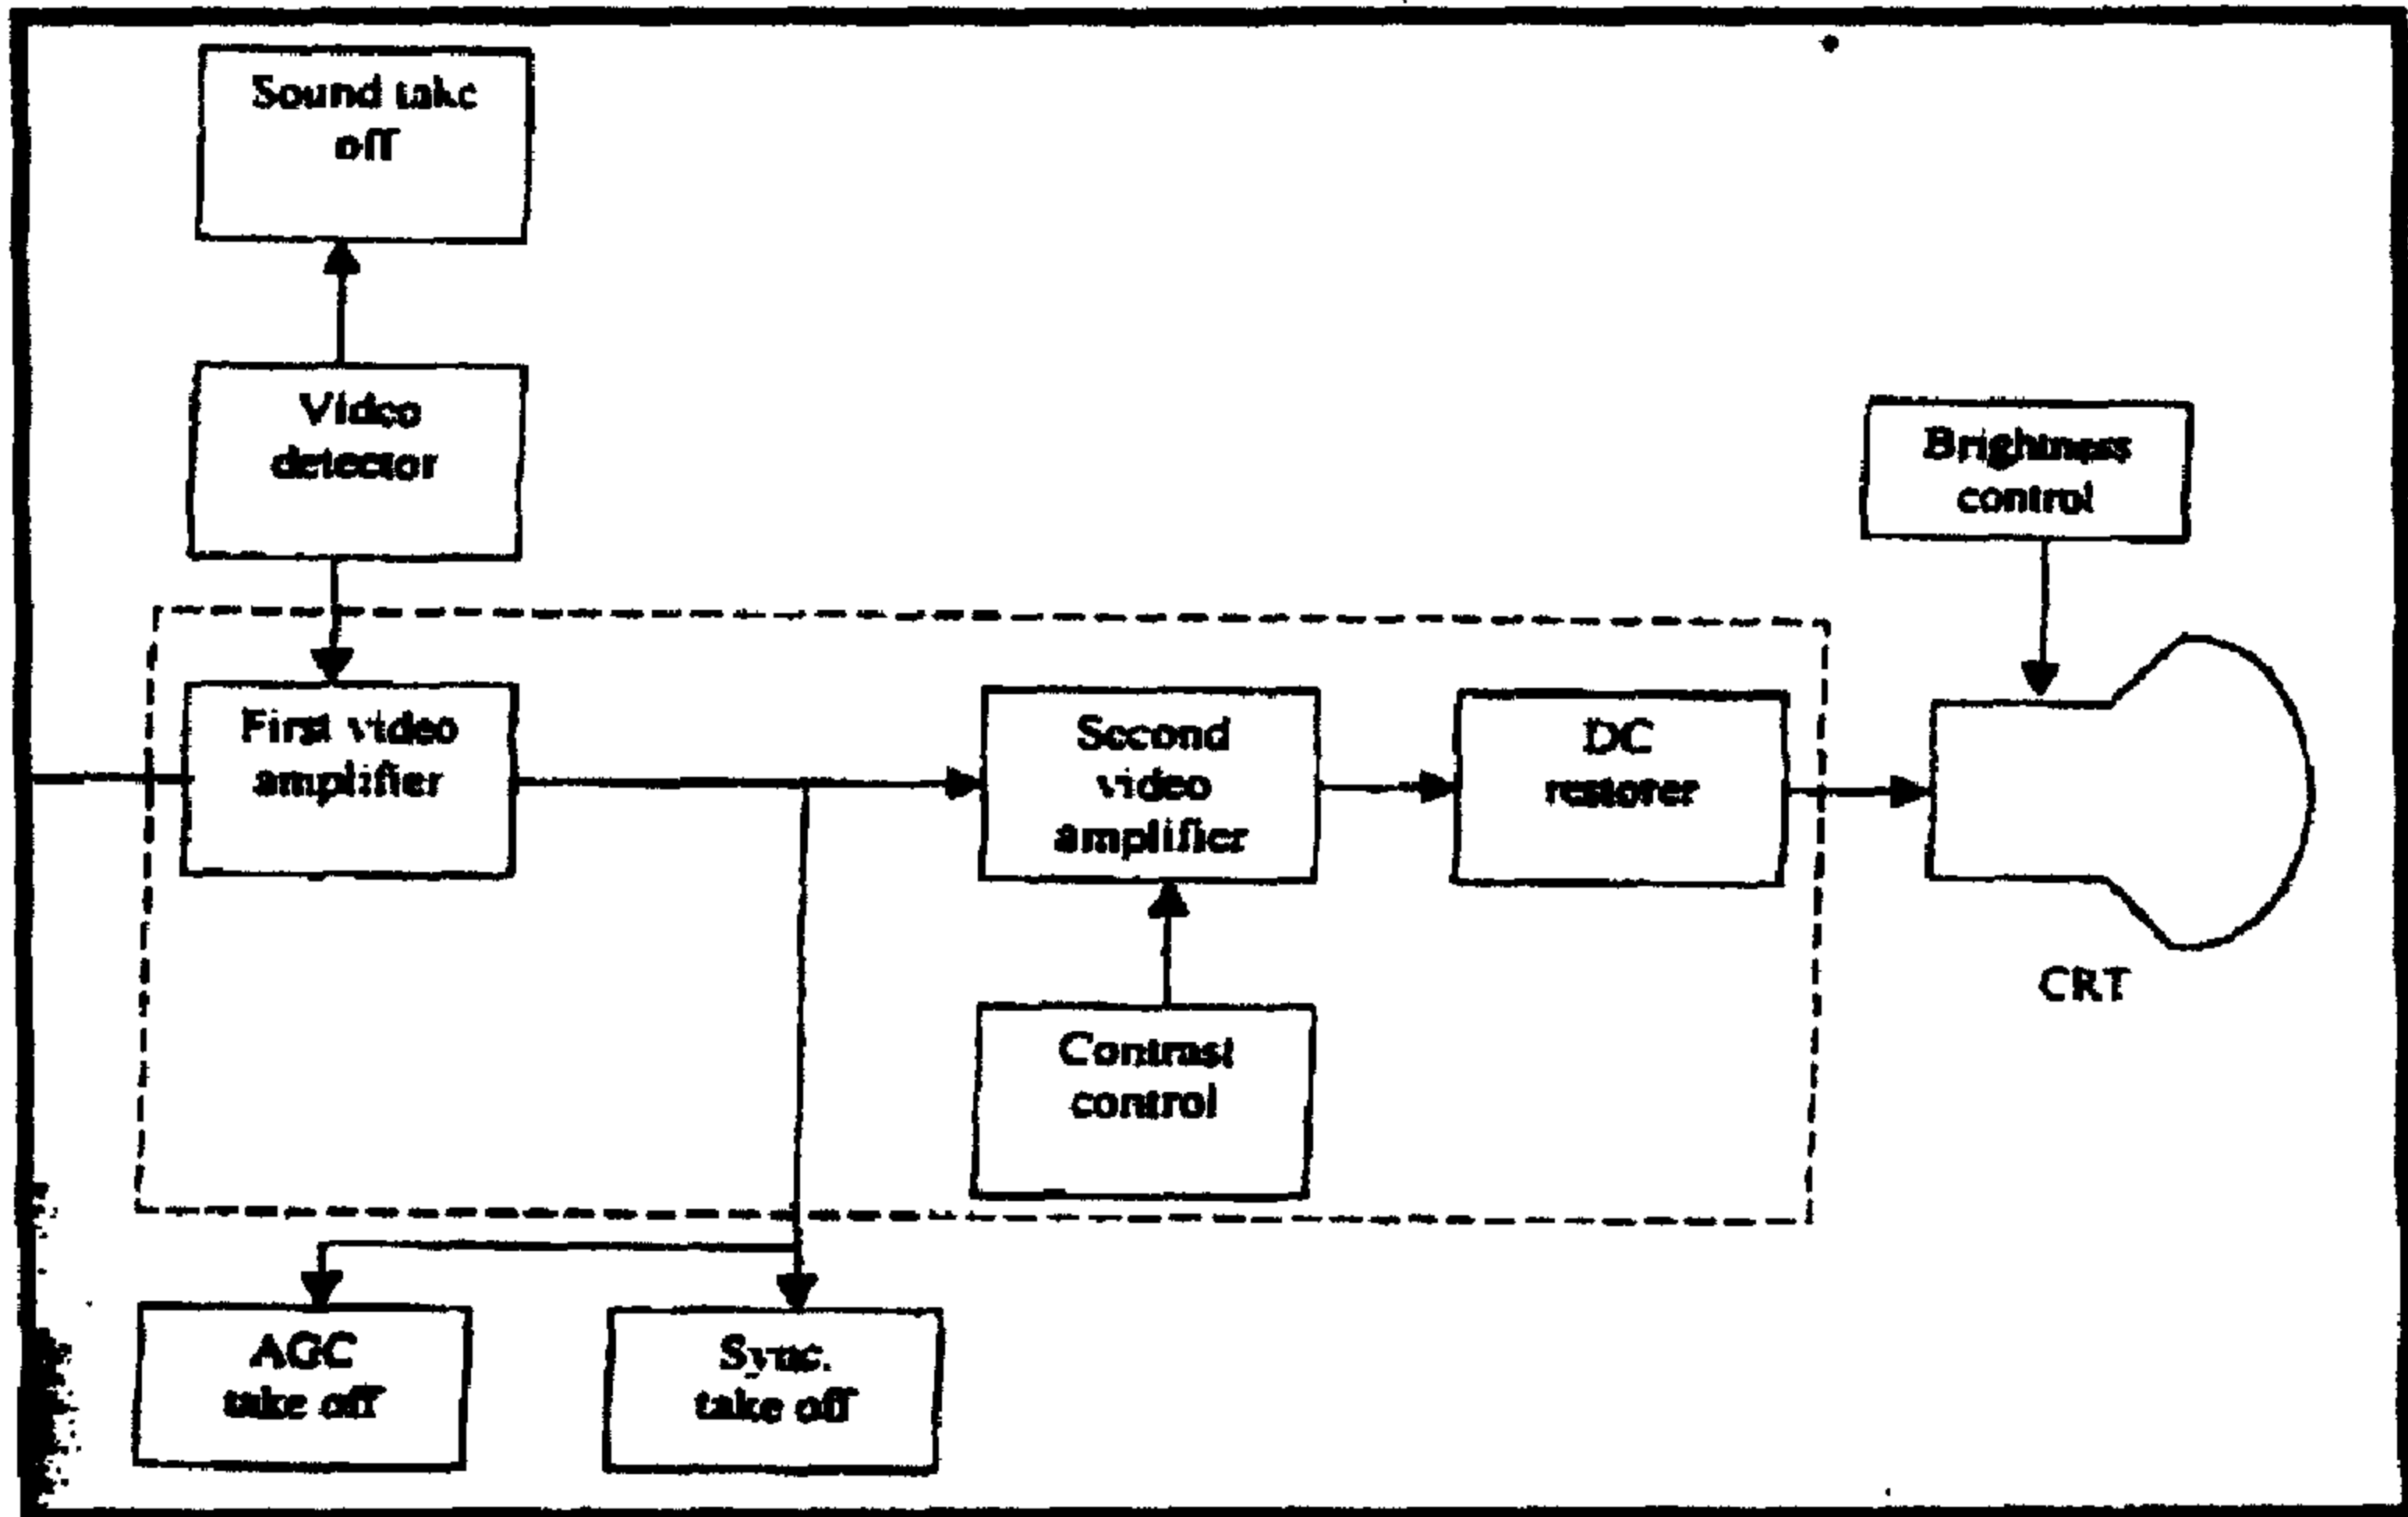 Sound take
off
Video
detector
Brightness
control
First video
amplifier
Second
video
amplifier
DC
restorer
Contrast
control
CRT
AGC
take off
Sync.
take off